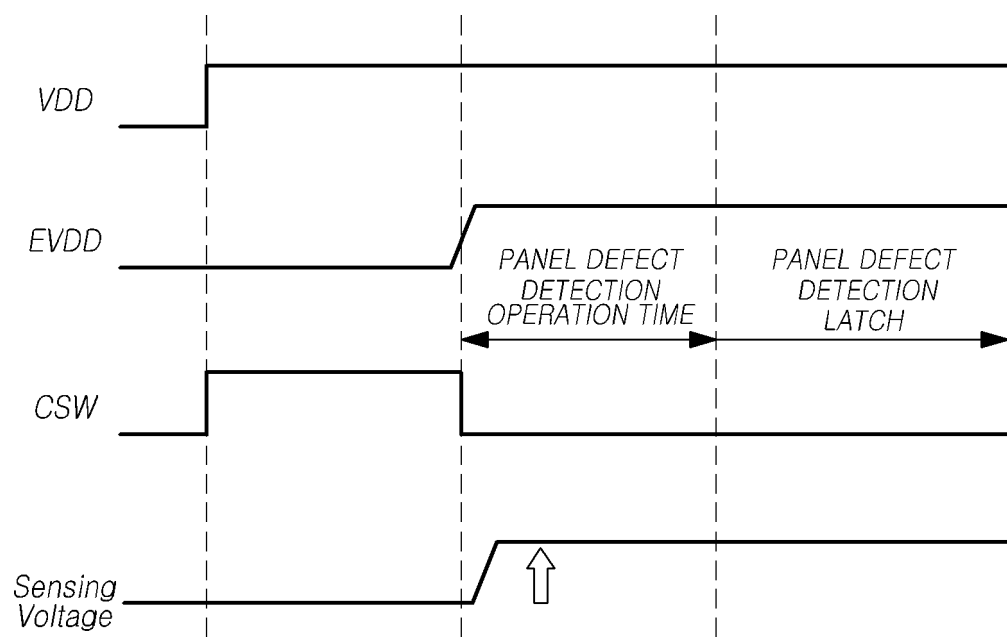 VDD
EVDD
PANEL DEFECT
DETECTION
OPERATION TIME
PANEL DEFECT
DETECTION
LATCH
CSW
Sensing
Voltage